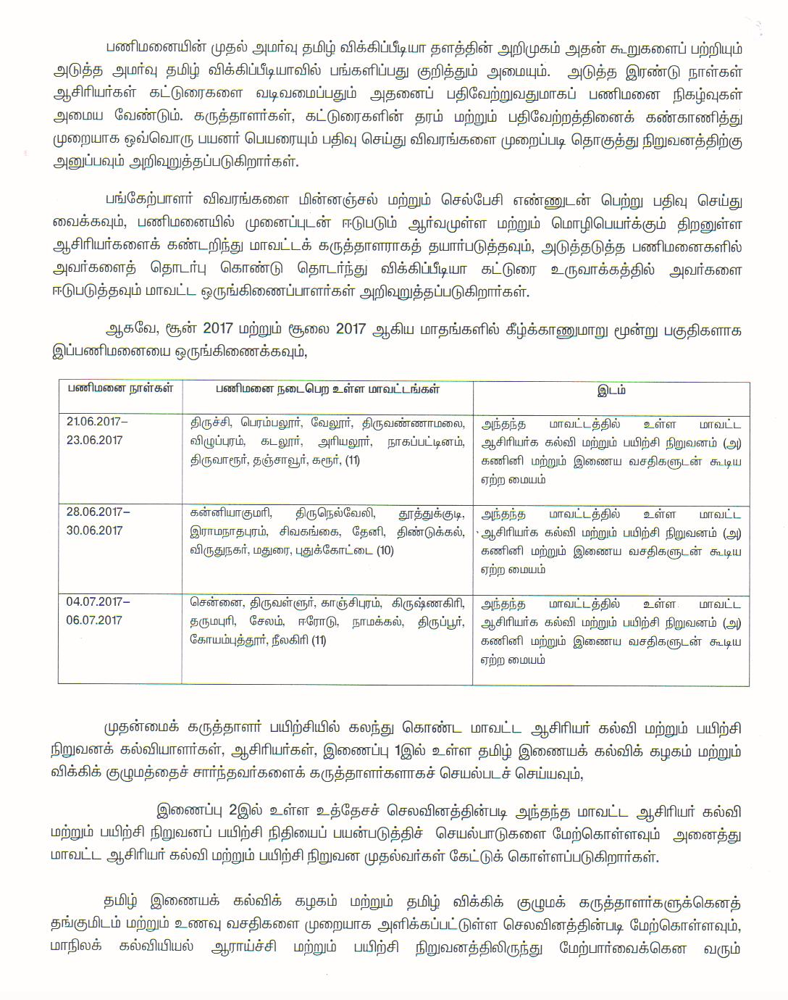 பணிமனையின் முதல் அமர்வு தமிழ் விக்கிப்பீடியா தளத்தின் அறிமுகம் அதன் கூறுகளைப் பற்றியும்
அடுத்த அமர்வு தமிழ் விக்கிப்பீடியாவில் பங்களிப்பது குறித்தும் அமையும். அடுத்த இரண்டு நாள்கள்
ஆசிரியர்கள் கட்டுரைகளை வடிவமைப்பதும் அதனைப் பதிவேற்றுவதுமாகப் பணிமனை நிகழ்வுகள்
அமைய வேண்டும். கருத்தாளர்கள், கட்டுரைகளின் தரம் மற்றும் பதிவேற்றத்தினைக் கண்காணித்து
முறையாக ஒவ்வொரு பயனர் பெயரையும் பதிவு செய்து விவரங்களை முறைப்படி தொகுத்து நிறுவனத்திற்கு
அனுப்பவும் அறிவுறுத்தப்படுகிறார்கள்.
பங்கேற்பாளர் விவரங்களை மின்னஞ்சல் மற்றும் செல்பேசி எண்ணுடன் பெற்று பதிவு செய்து
வைக்கவும், பணிமனையில் முனைப்புடன் ஈடுபடும் ஆர்வமுள்ள மற்றும் மொழிபெயர்க்கும் திறனுள்ள
ஆசிரியர்களைக் கண்டறிந்து மாவட்டக் கருத்தாளராகத் தயார்படுத்தவும், அடுத்தடுத்த பணிமனைகளில்
அவர்களைத் தொடர்பு கொண்டு தொடர்ந்து விக்கிப்பீடியா கட்டுரை உருவாக்கத்தில் அவர்களை
ஈடுபடுத்தவும் மாவட்ட ஒருங்கிணைப்பாளர்கள் அறிவுறுத்தப்படுகிறார்கள்.
ஆகவே, சூன் 2017 மற்றும் சூலை 2017 ஆகிய மாதங்களில் கீழ்க்காணுமாறு மூன்று பகுதிகளாக
இப்பணிமனையை ஒருங்கிணைக்கவும்,
பணிமனை நாள்கள் பணிமனை நடைபெற உள்ள மாவட்டங்கள் இடம்
21.06.2017–
23.06.2017
திருச்சி, பெரம்பலூர், வேலூர், திருவண்ணாமலை,
விழுப்புரம், கடலூர், அரியலூர், நாகப்பட்டினம்,
திருவாரூர், தஞ்சாவூர், கரூர், (11)
அந்தந்த மாவட்டத்தில் உள்ள மாவட்ட
ஆசிரியர்க கல்வி மற்றும் பயிற்சி நிறுவனம் (அ)
கணினி மற்றும் இணைய வசதிகளுடன் கூடிய
ஏற்ற மையம்
28.06.2017–
30.06.2017
கன்னியாகுமரி, திருநெல்வேலி, தூத்துக்குடி,
இராமநாதபுரம், சிவகங்கை, தேனி, திண்டுக்கல்,
விருதுநகர், மதுரை, புதுக்கோட்டை (10)
அந்தந்த மாவட்டத்தில் உள்ள மாவட்ட
ஆசிரியர்க கல்வி மற்றும் பயிற்சி நிறுவனம் (அ)
கணினி மற்றும் இணைய வசதிகளுடன் கூடிய
ஏற்ற மையம்
04.07.2017–
06.07.2017
சென்னை, திருவள்ளுர், காஞ்சிபுரம், கிருஷ்ணகிரி,
தருமபுரி, சேலம், ஈரோடு, நாமக்கல், திருப்பூர்,
கோயம்புத்தூர், நீலகிரி (11)
அந்தந்த மாவட்டத்தில் உள்ள மாவட்ட
ஆசிரியர்க கல்வி மற்றும் பயிற்சி நிறுவனம் (அ)
கணினி மற்றும் இணைய வசதிகளுடன் கூடிய
ஏற்ற மையம்
முதன்மைக் கருத்தாளர் பயிற்சியில் கலந்து கொண்ட மாவட்ட ஆசிரியர் கல்வி மற்றும் பயிற்சி
நிறுவனக் கல்வியாளர்கள், ஆசிரியர்கள், இணைப்பு 1இல் உள்ள தமிழ் இணையக் கல்விக் கழகம் மற்றும்
விக்கிக் குழுமத்தைச் சார்ந்தவர்களைக் கருத்தாளர்களாகச் செயல்படச் செய்யவும்,
இணைப்பு 2இல் உள்ள உத்தேசச் செலவினத்தின்படி அந்தந்த மாவட்ட ஆசிரியர் கல்வி
மற்றும் பயிற்சி நிறுவனப் பயிற்சி நிதியைப் பயன்படுத்திச் செயல்பாடுகளை மேற்கொள்ளவும் அனைத்து
மாவட்ட ஆசிரியர் கல்வி மற்றும் பயிற்சி நிறுவன முதல்வர்கள் கேட்டுக் கொள்ளப்படுகிறார்கள்.
தமிழ் இணையக் கல்விக் கழகம் மற்றும் தமிழ் விக்கிக் குழுமக் கருத்தாளர்களுக்கெனத்
தங்குமிடம் மற்றும் உணவு வசதிகளை முறையாக அளிக்கப்பட்டுள்ள செலவினத்தின்படி மேற்கொள்ளவும்,
மாநிலக் கல்வியியல் ஆராய்ச்சி மற்றும் பயிற்சி நிறுவனத்திலிருந்து மேற்பார்வைக்கென வரும்